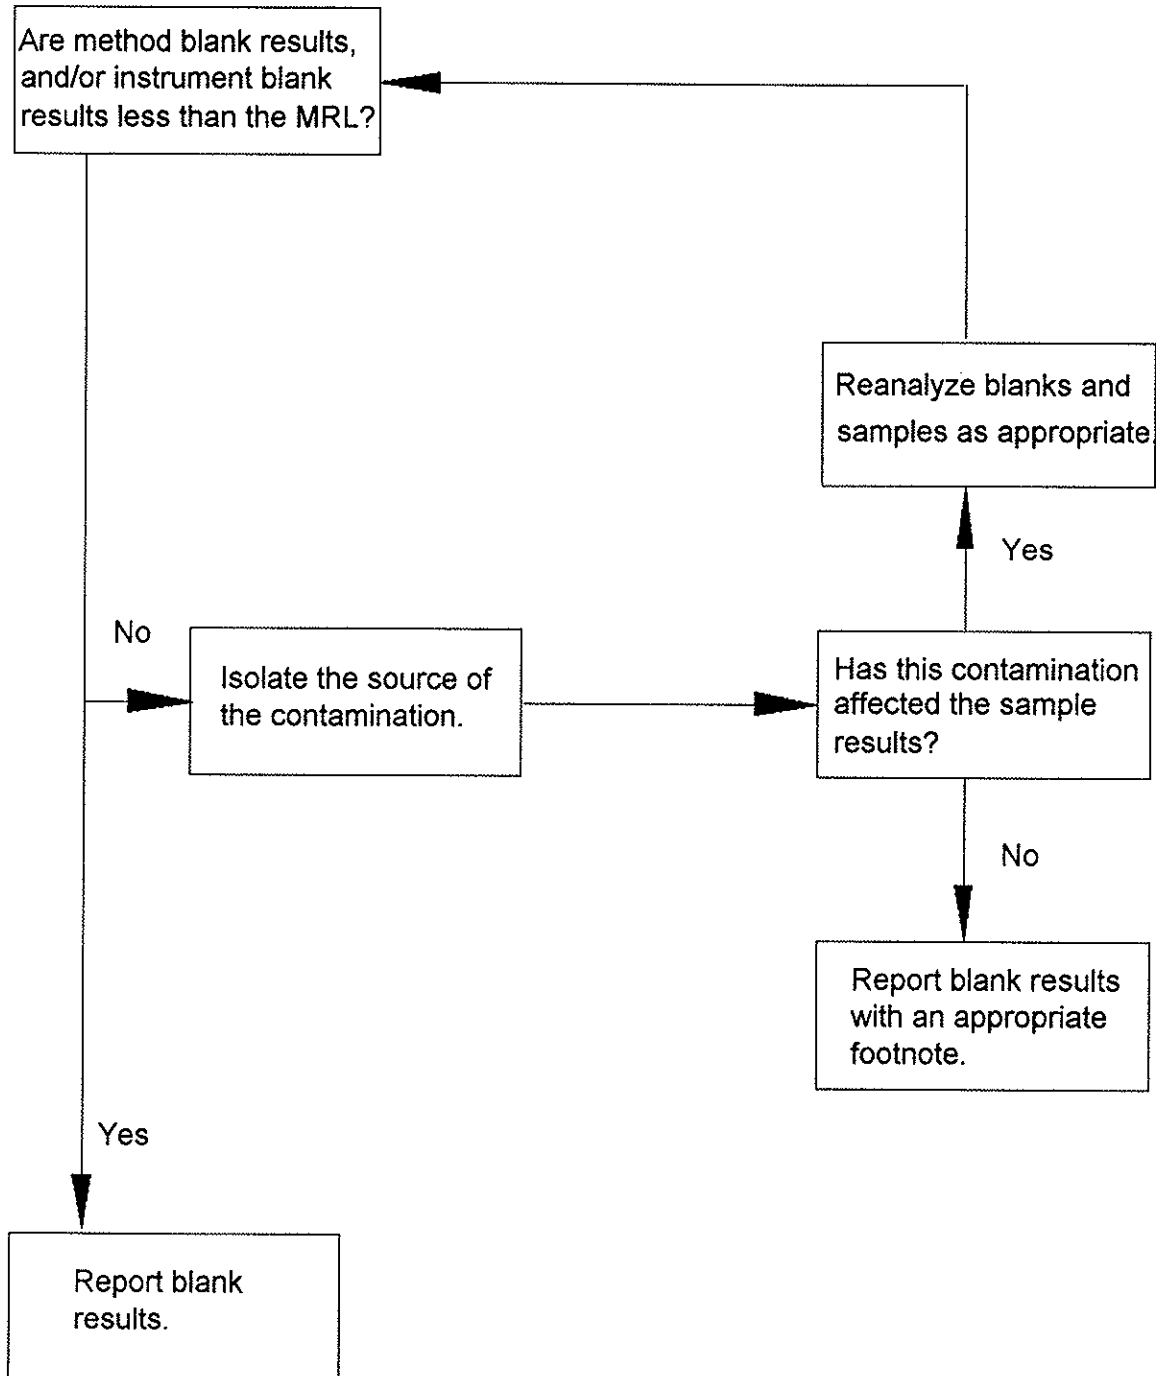 Are method blank results,
and/or instrument blank
results less than the MRL?
Reanalyze blanks and
samples as appropriate.
Yes
No
Isolate the source of
the contamination.
Has this contamination
affected the sample
results?
No
Report blank results
with an appropriate
footnote.
Yes
Report blank
results.